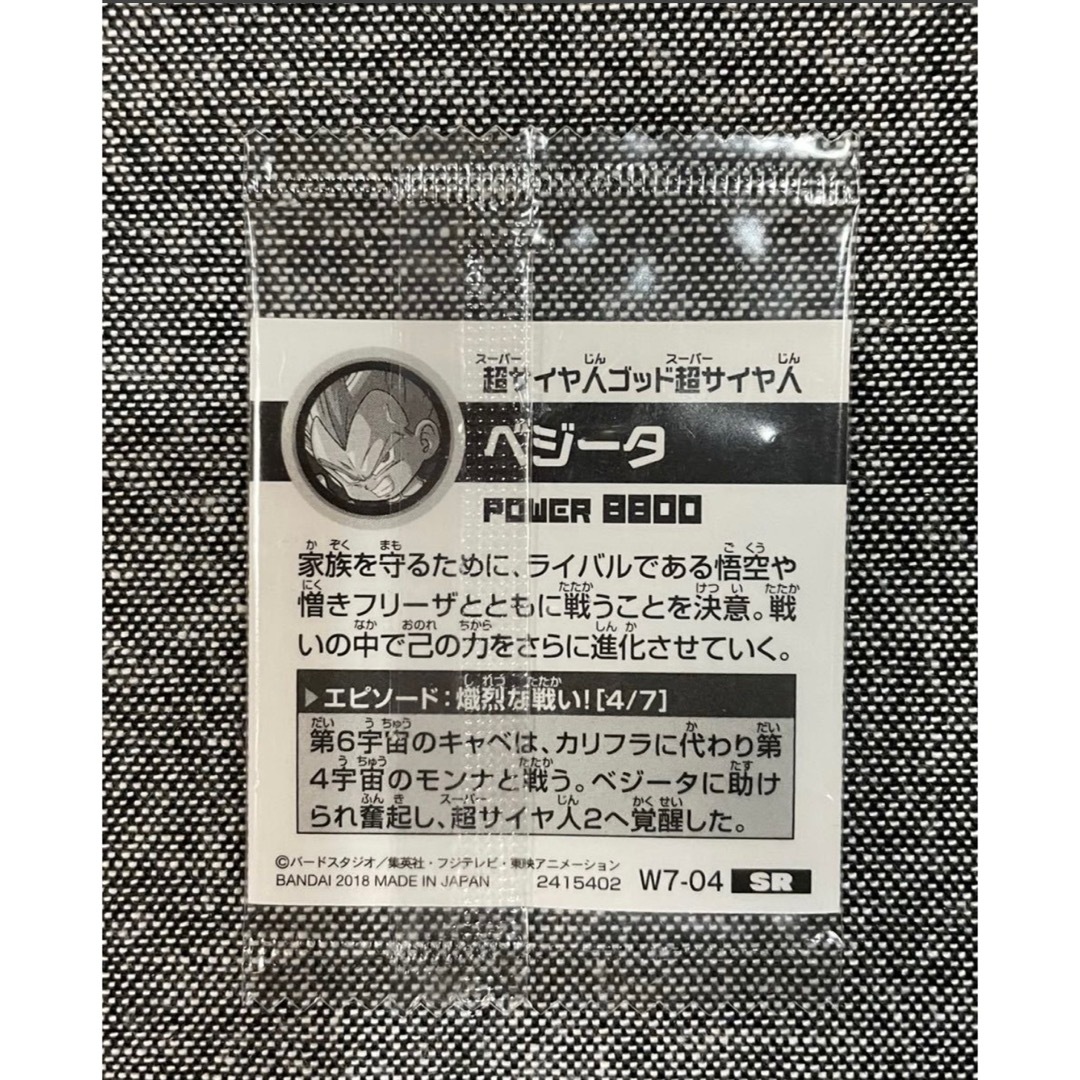 超サイヤ人ゴッド超サイヤ人
スーパー じん スーパー じん
ベジータ
POWER 8800
か ぞく まも ご くう
家族を守るために、ライバルである悟空や
にく たたか けつ い たたか
憎きフリーザとともに戦うことを決意。戦
なか おのれ ちから しん か
いの中で己の力をさらに進化させていく。
し れつ たたか
▶エピソード：熾烈な戦い！[4/7]
だい う ちゅう か だい
第6宇宙のキャベは、カリフラに代わり第
う ちゅう たたか たす
4宇宙のモンナと戦う。ベジータに助け
ふん き スーパー じん かく せい
られ奮起し、超サイヤ人2へ覚醒した。
©バードスタジオ／集英社・フジテレビ・東映アニメーション
BANDAI 2018 MADE IN JAPAN 2415402 W7-04 SR